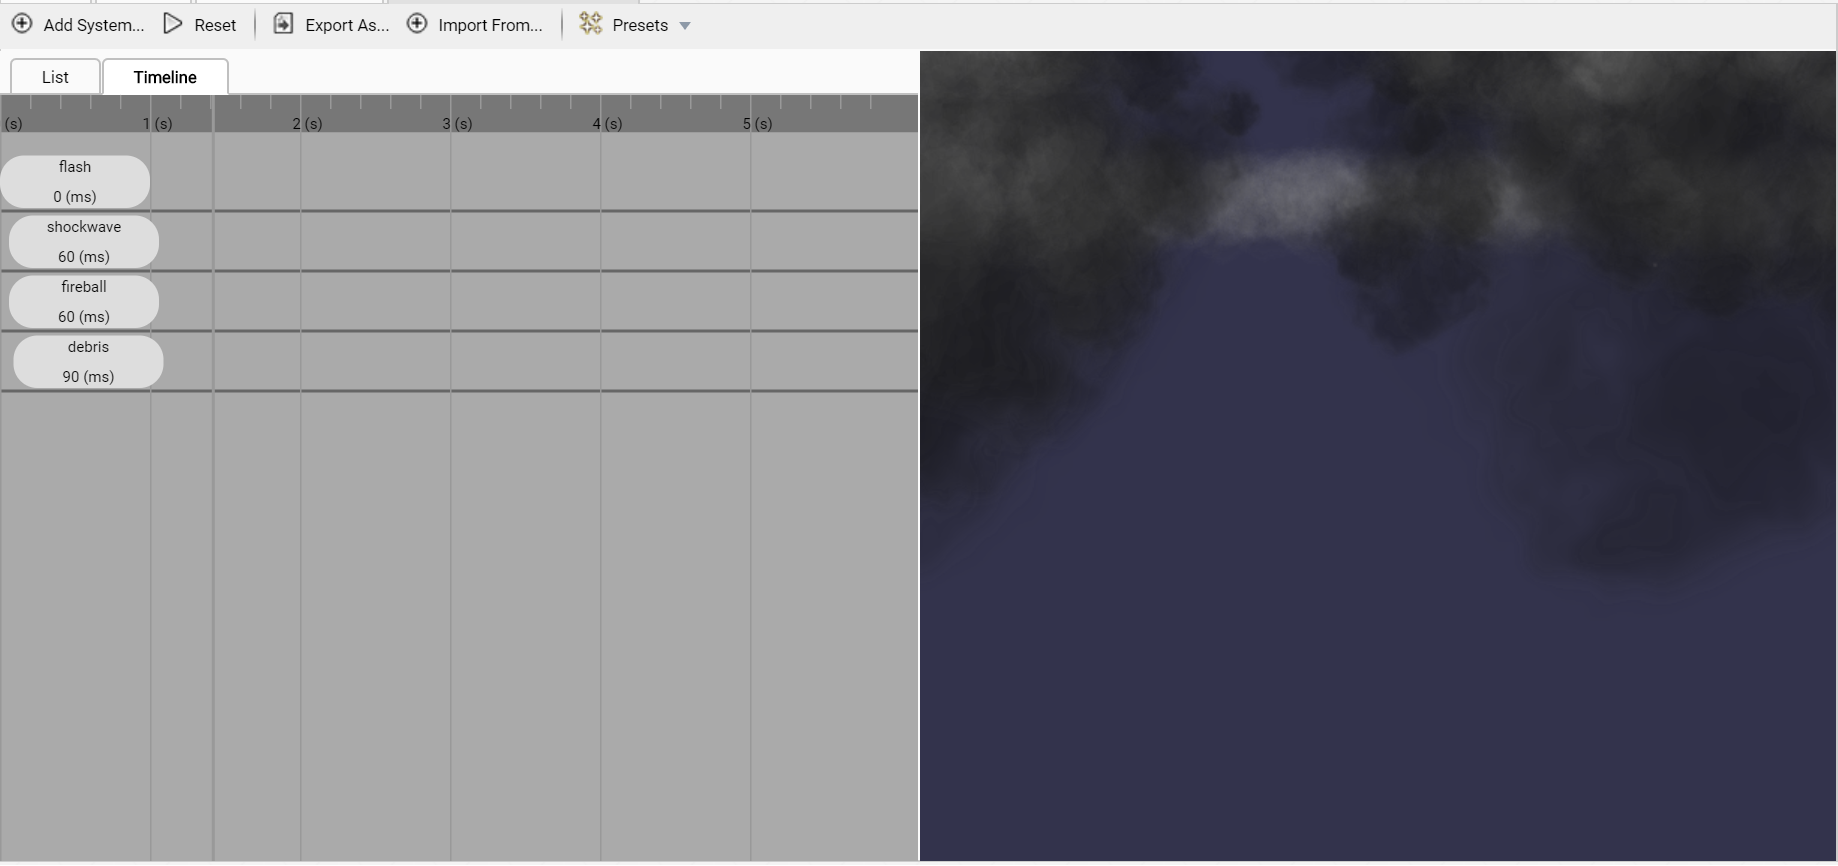 Add System... Reset Export As... Import From... Presets
List Timeline
(s) 1 (s) 2 (s) 3 (s) 4 (s) 5 (s)
flash
0 (ms)
shockwave
60 (ms)
fireball
60 (ms)
debris
90 (ms)